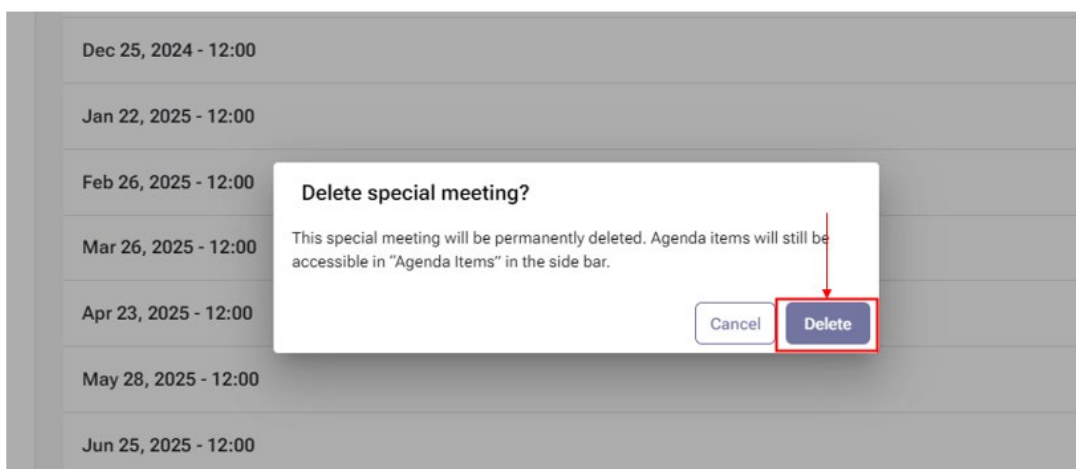 Dec 25, 2024 - 12:00
Jan 22, 2025 - 12:00
Feb 26, 2025 - 12:00
Mar 26, 2025 - 12:00
Apr 23, 2025 - 12:00
May 28, 2025 - 12:00
Jun 25, 2025 - 12:00
Delete special meeting?
This special meeting will be permanently deleted. Agenda items will still be
accessible in "Agenda Items" in the side bar.
Cancel
Delete